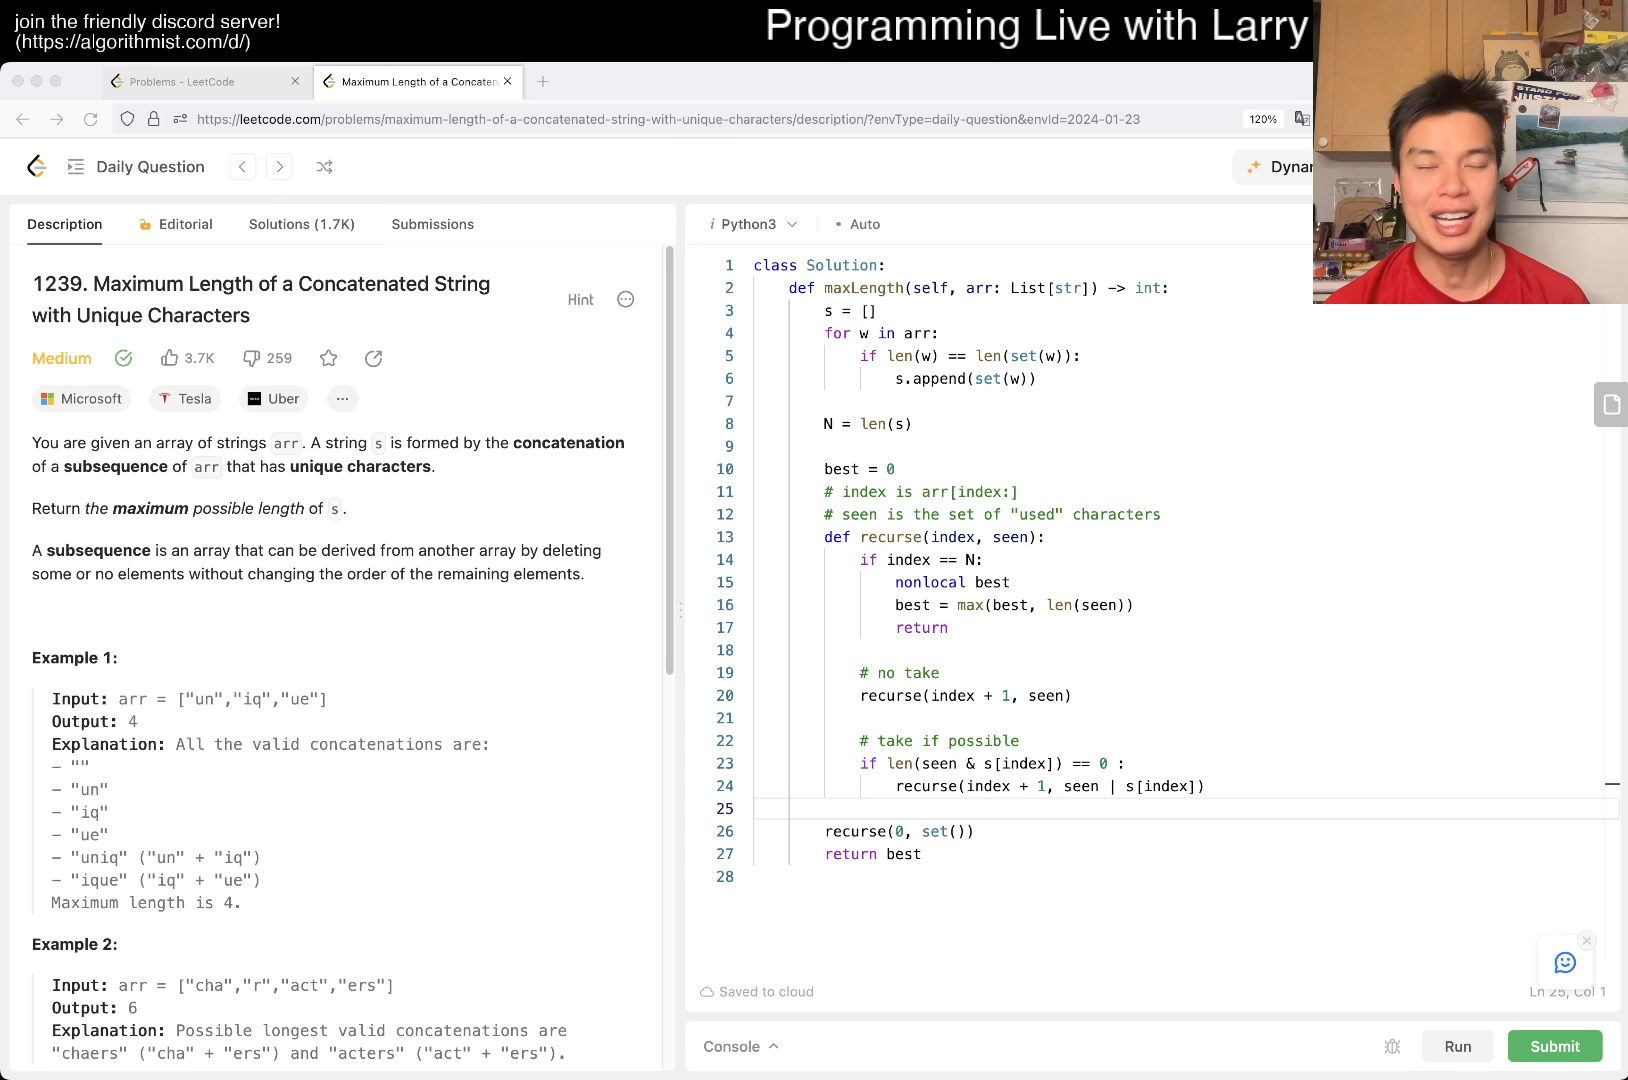 join the friendly discord server!
(https://algorithmist.com/d/)
Programming Live with Larry
Problems - LeetCode
Maximum Length of a Concaten
https://leetcode.com/problems/maximum-length-of-a-concatenated-string-with-unique-characters/description/?envType=daily-question&envId=2024-01-23
120%
Daily Question
Dynar
STAND FOR
Description
Editorial
Solutions (1.7K)
Submissions
1239. Maximum Length of a Concatenated String
with Unique Characters
Hint
Medium
3.7K
259
Microsoft
Tesla
Uber
You are given an array of strings arr. A string s is formed by the concatenation
of a subsequence of arr that has unique characters.
Return the maximum possible length of s.
A subsequence is an array that can be derived from another array by deleting
some or no elements without changing the order of the remaining elements.
Example 1:
Input: arr = ["un","iq","ue"]
Output: 4
Explanation: All the valid concatenations are:
- ""
- "un"
- "iq"
- "ue"
- "uniq" ("un" + "iq")
- "ique" ("iq" + "ue")
Maximum length is 4.
Example 2:
Input: arr = ["cha","r","act","ers"]
Output: 6
Explanation: Possible longest valid concatenations are
"chaers" ("cha" + "ers") and "acters" ("act" + "ers").
i Python3
• Auto
1 class Solution:
2 def maxLength(self, arr: List[str]) -> int:
3 s = []
4 for w in arr:
5 if len(w) == len(set(w)):
6 s.append(set(w))
7
8 N = len(s)
9
10 best = 0
11 # index is arr[index:]
12 # seen is the set of "used" characters
13 def recurse(index, seen):
14 if index == N:
15 nonlocal best
16 best = max(best, len(seen))
17 return
18
19 # no take
20 recurse(index + 1, seen)
21
22 # take if possible
23 if len(seen & s[index]) == 0 :
24 recurse(index + 1, seen | s[index])
25
26 recurse(0, set())
27 return best
28
Saved to cloud
Ln 25, Col 1
Console
Run
Submit